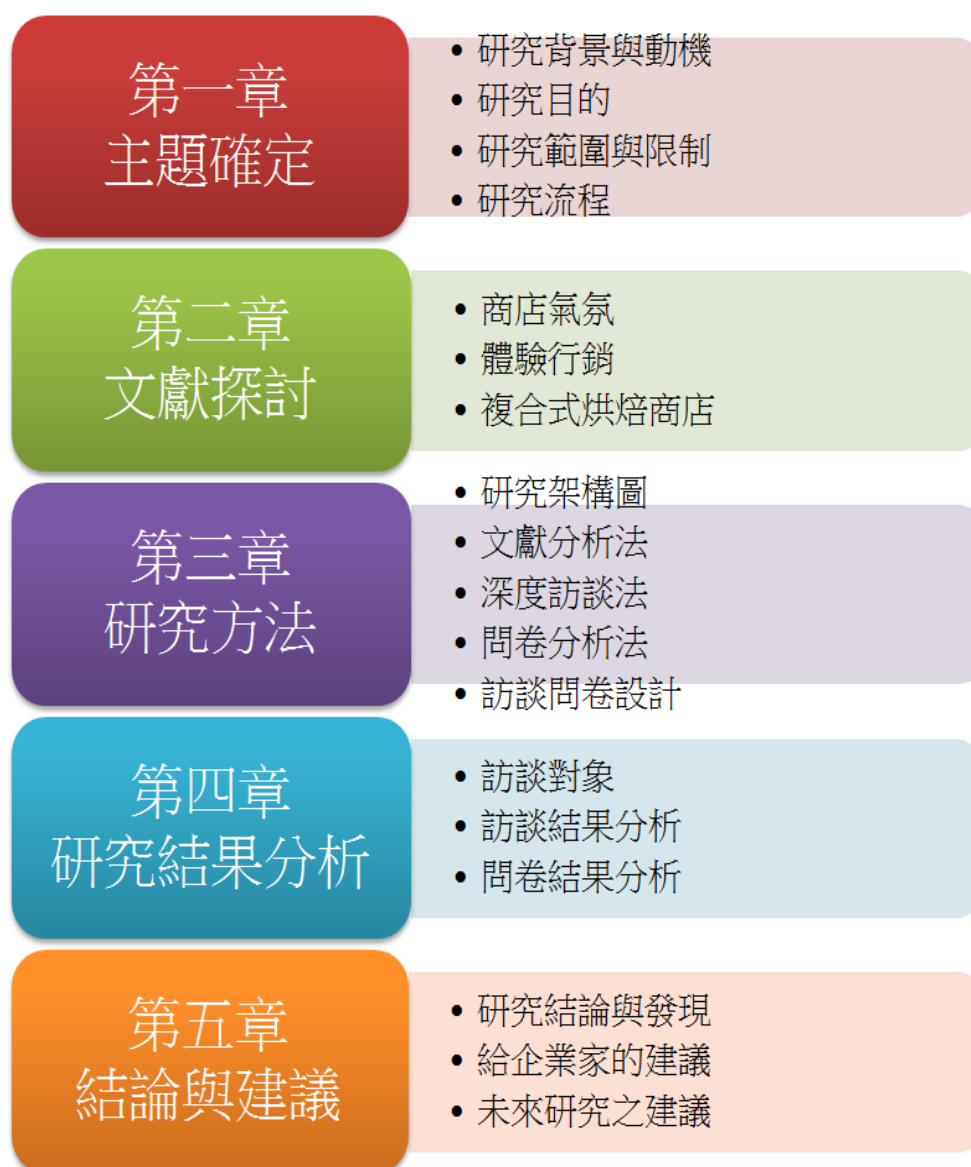 第一章
主題確定
• 研究背景與動機
• 研究目的
• 研究範圍與限制
• 研究流程
第二章
文獻探討
• 商店氣氛
• 體驗行銷
• 複合式烘焙商店
第三章
研究方法
• 研究架構圖
• 文獻分析法
• 深度訪談法
• 問卷分析法
• 訪談問卷設計
第四章
研究結果分析
• 訪談對象
• 訪談結果分析
• 問卷結果分析
第五章
結論與建議
• 研究結論與發現
• 給企業家的建議
• 未來研究之建議